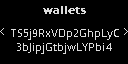 wallets
< TS5j9RxVDp2GhpLyC >
3bJipjGtbjwLYPbi4